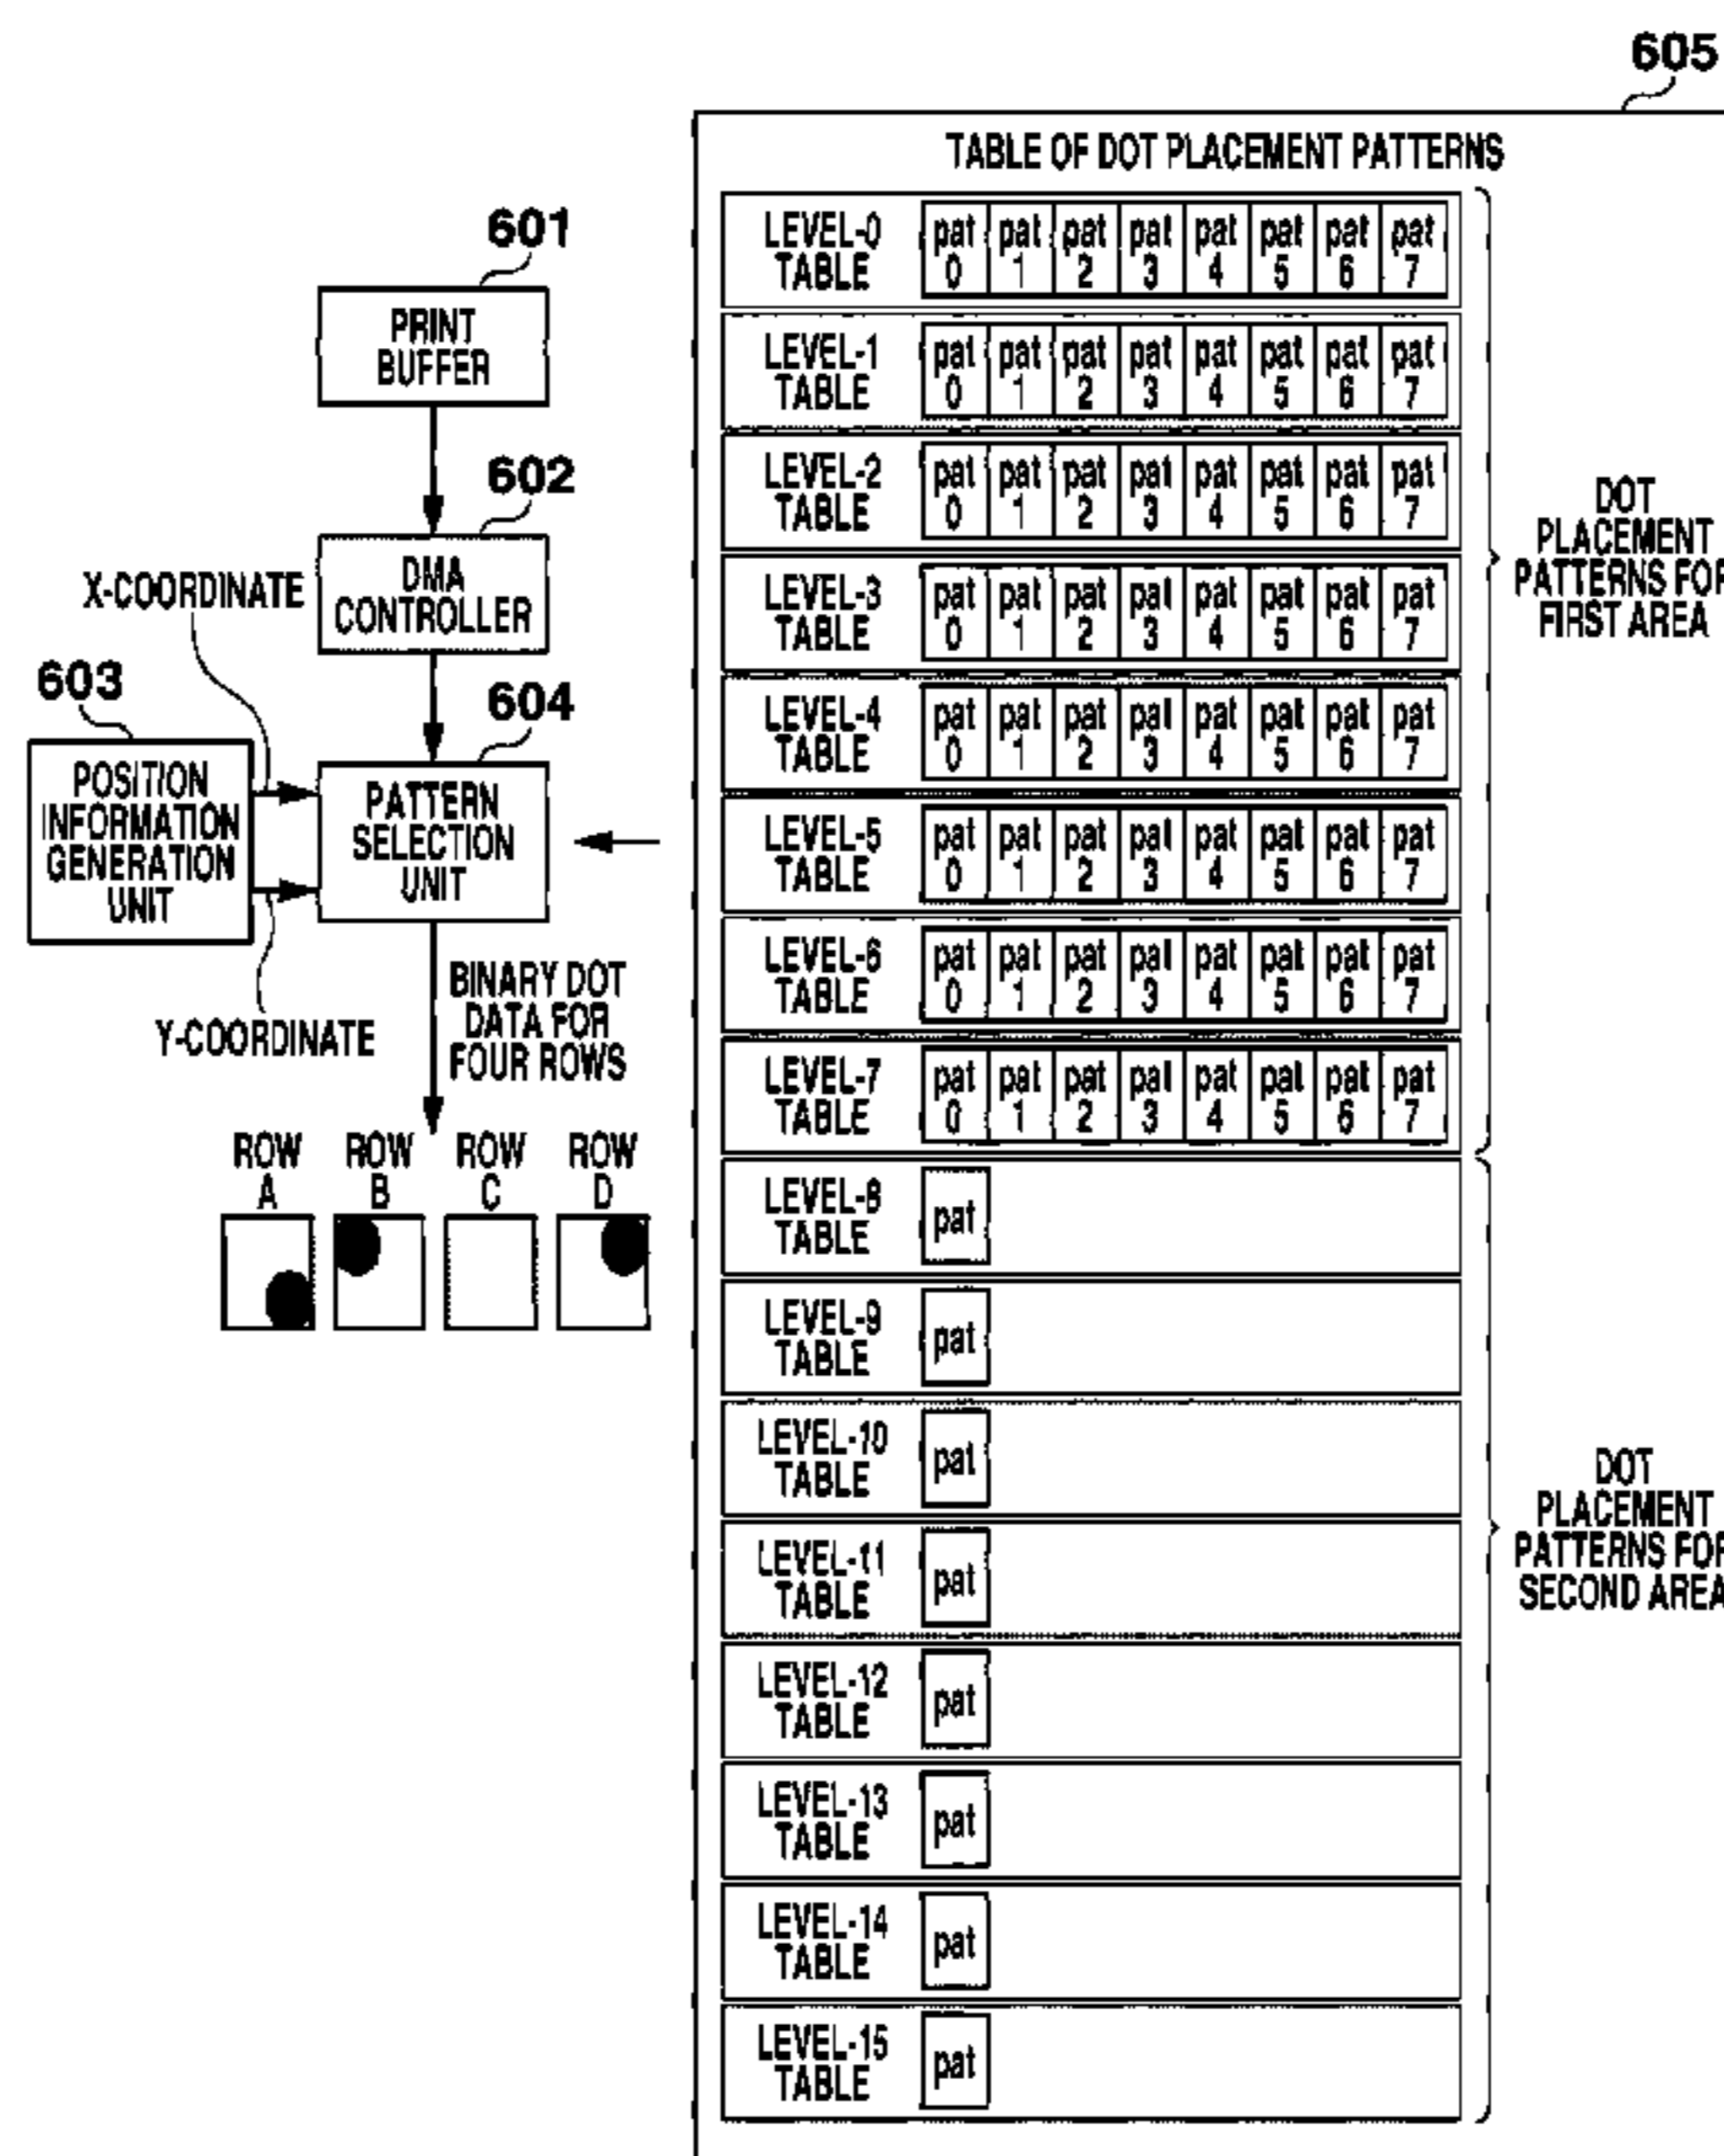 605
TABLE OF DOT PLACEMENT PATTERNS
601
PRINT
BUFFER
602
DMA
CONTROLLER
X-COORDINATE
603
POSITION
INFORMATION
GENERATION
UNIT
604
PATTERN
SELECTION
UNIT
Y-COORDINATE
BINARY DOT
DATA FOR
FOUR ROWS
ROW ROW ROW ROW
A B C D
LEVEL-0 pat pat pat pat pat pat pat pat
TABLE 0 1 2 3 4 5 6 7
LEVEL-1 pat pat pat pat pat pat pat pat
TABLE 0 1 2 3 4 5 6 7
LEVEL-2 pat pat pat pat pat pat pat pat
TABLE 0 1 2 3 4 5 6 7
LEVEL-3 pat pat pat pat pat pat pat pat
TABLE 0 1 2 3 4 5 6 7
LEVEL-4 pat pat pat pat pat pat pat pat
TABLE 0 1 2 3 4 5 6 7
LEVEL-5 pat pat pat pat pat pat pat pat
TABLE 0 1 2 3 4 5 6 7
LEVEL-6 pat pat pat pat pat pat pat pat
TABLE 0 1 2 3 4 5 6 7
LEVEL-7 pat pat pat pat pat pat pat pat
TABLE 0 1 2 3 4 5 6 7
DOT
PLACEMENT
PATTERNS FOR
FIRST AREA
LEVEL-8
TABLE
pat
LEVEL-9
TABLE
pat
LEVEL-10
TABLE
pat
LEVEL-11
TABLE
pat
LEVEL-12
TABLE
pat
LEVEL-13
TABLE
pat
LEVEL-14
TABLE
pat
LEVEL-15
TABLE
pat
DOT
PLACEMENT
PATTERNS FOR
SECOND AREA